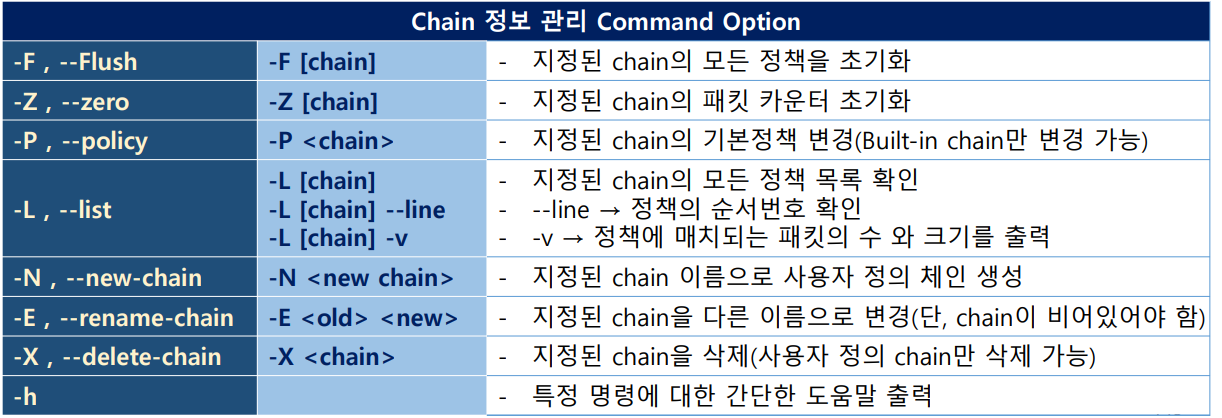 Chain 정보 관리 Command Option
-F , --Flush -F [chain] - 지정된 chain의 모든 정책을 초기화
-Z , --zero -Z [chain] - 지정된 chain의 패킷 카운터 초기화
-P , --policy -P <chain> - 지정된 chain의 기본정책 변경(Built-in chain만 변경 가능)
-L , --list
-L [chain] - 지정된 chain의 모든 정책 목록 확인
-L [chain] --line - --line → 정책의 순서번호 확인
-L [chain] -v - -v → 정책에 매치되는 패킷의 수 와 크기를 출력
-N , --new-chain -N <new chain> - 지정된 chain 이름으로 사용자 정의 체인 생성
-E , --rename-chain -E <old> <new> - 지정된 chain을 다른 이름으로 변경(단, chain이 비어있어야 함)
-X , --delete-chain -X <chain> - 지정된 chain을 삭제(사용자 정의 chain만 삭제 가능)
-h - 특정 명령에 대한 간단한 도움말 출력